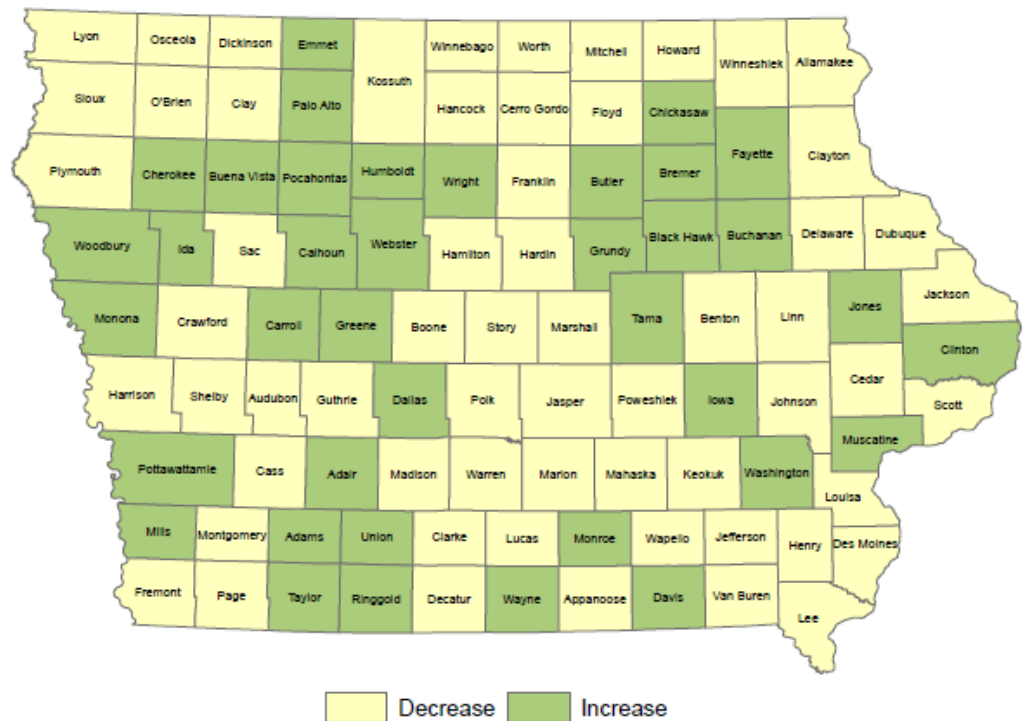 Lyon Osceola Dickinson Emmet Winnebago Worth Mitchell Howard Winneshiek Allamakee
Kossuth
Sioux O'Brien Clay Palo Alto Hancock Cerro Gordo Floyd Chickasaw
Plymouth Cherokee Buena Vista Pocahontas Humboldt Wright Franklin Butler Bremer Fayette Clayton
Woodbury Ida Sac Calhoun Webster Hamilton Hardin Grundy Black Hawk Buchanan Delaware Dubuque
Monona Crawford Carroll Greene Boone Story Marshall Tama Benton Linn Jones Jackson
Clinton
Harrison Shelby Audubon Guthrie Dallas Polk Jasper Poweshiek Iowa Johnson Cedar Scott
Muscatine
Pottawattamie Cass Adair Madison Warren Marion Mahaska Keokuk Washington Louisa
Mills Montgomery Adams Union Clarke Lucas Monroe Wapello Jefferson Henry Des Moines
Fremont Page Taylor Ringgold Decatur Wayne Appanoose Davis Van Buren Lee
Decrease Increase